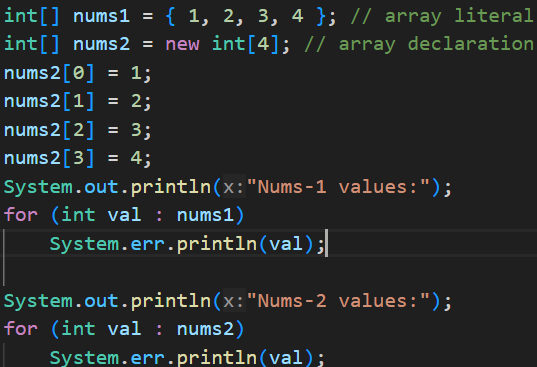 int[] nums1 = { 1, 2, 3, 4 }; // array literal
int[] nums2 = new int[4]; // array declaration
nums2[0] = 1;
nums2[1] = 2;
nums2[2] = 3;
nums2[3] = 4;
System.out.println(x:"Nums-1 values:");
for (int val : nums1)
    System.err.println(val);
System.out.println(x:"Nums-2 values:");
for (int val : nums2)
    System.err.println(val);